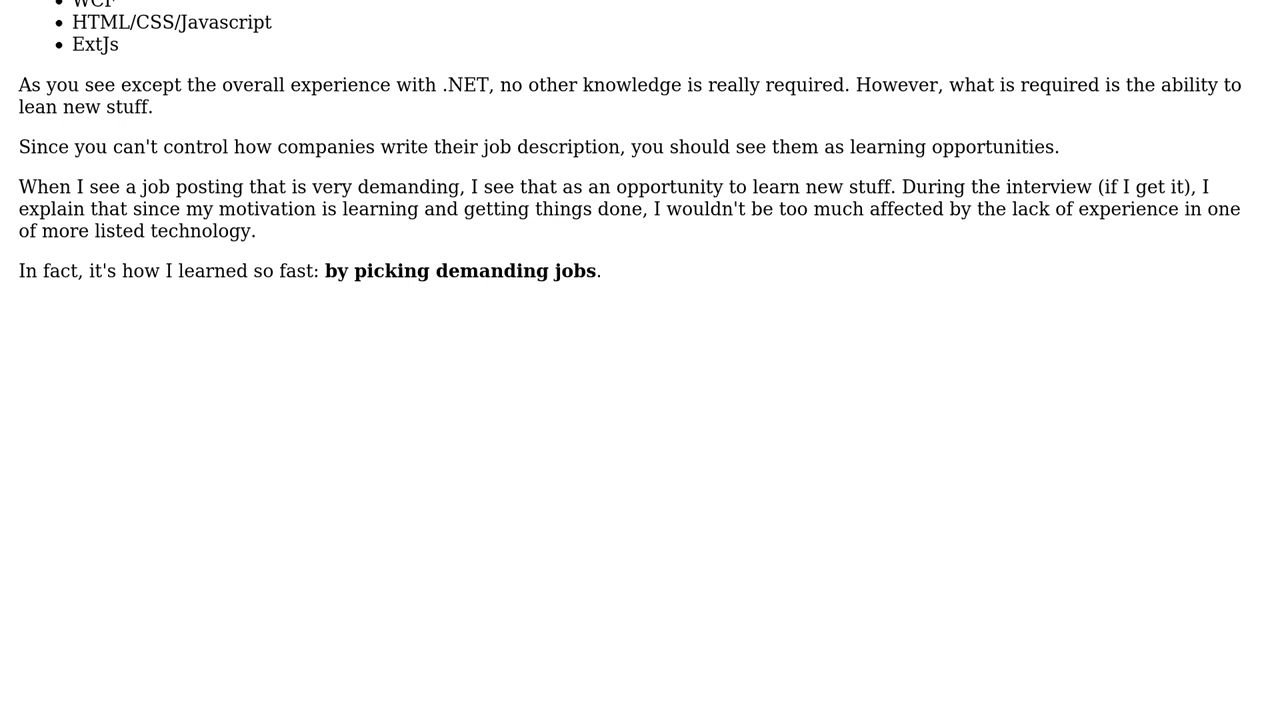 WCF
HTML/CSS/Javascript
ExtJs
As you see except the overall experience with .NET, no other knowledge is really required. However, what is required is the ability to
lean new stuff.
Since you can't control how companies write their job description, you should see them as learning opportunities.
When I see a job posting that is very demanding, I see that as an opportunity to learn new stuff. During the interview (if I get it), I
explain that since my motivation is learning and getting things done, I wouldn't be too much affected by the lack of experience in one
of more listed technology.
In fact, it's how I learned so fast: by picking demanding jobs.